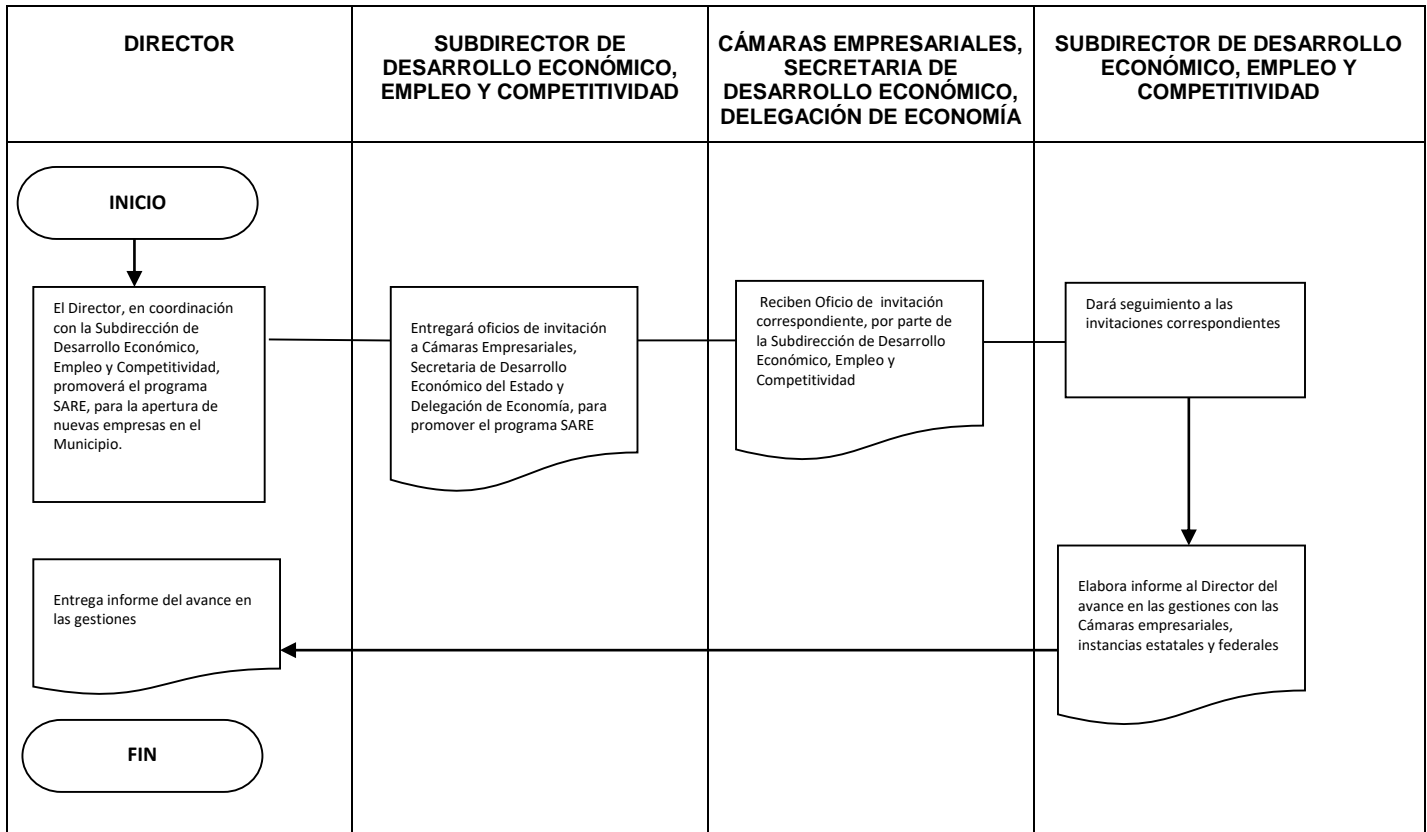 DIRECTOR
SUBDIRECTOR DE
DESARROLLO ECONÓMICO,
EMPLEO Y COMPETITIVIDAD
CÁMARAS EMPRESARIALES,
SECRETARIA DE
DESARROLLO ECONÓMICO,
DELEGACIÓN DE ECONOMÍA
SUBDIRECTOR DE DESARROLLO
ECONÓMICO, EMPLEO Y
COMPETITIVIDAD
INICIO
El Director, en coordinación
con la Subdirección de
Desarrollo Económico,
Empleo y Competitividad,
promoverá el programa
SARE, para la apertura de
nuevas empresas en el
Municipio.
Entregará oficios de invitación
a Cámaras Empresariales,
Secretaria de Desarrollo
Económico del Estado y
Delegación de Economía, para
promover el programa SARE
Reciben Oficio de invitación
correspondiente, por parte de
la Subdirección de Desarrollo
Económico, Empleo y
Competitividad
Dará seguimiento a las
invitaciones correspondientes
Elabora informe al Director del
avance en las gestiones con las
Cámaras empresariales,
instancias estatales y federales
Entrega informe del avance en
las gestiones
FIN